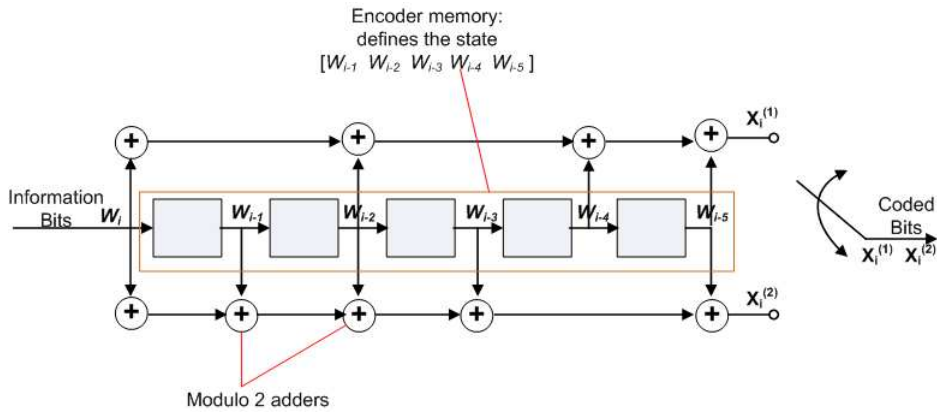 Encoder memory:
defines the state
[W_{i-1} W_{i-2} W_{i-3} W_{i-4} W_{i-5}]
+ + + +
X_i^{(1)}
Information
Bits
W_i W_{i-1} W_{i-2} W_{i-3} W_{i-4} W_{i-5}
Coded
Bits
X_i^{(1)} X_i^{(2)}
+ + + + +
X_i^{(2)}
Modulo 2 adders